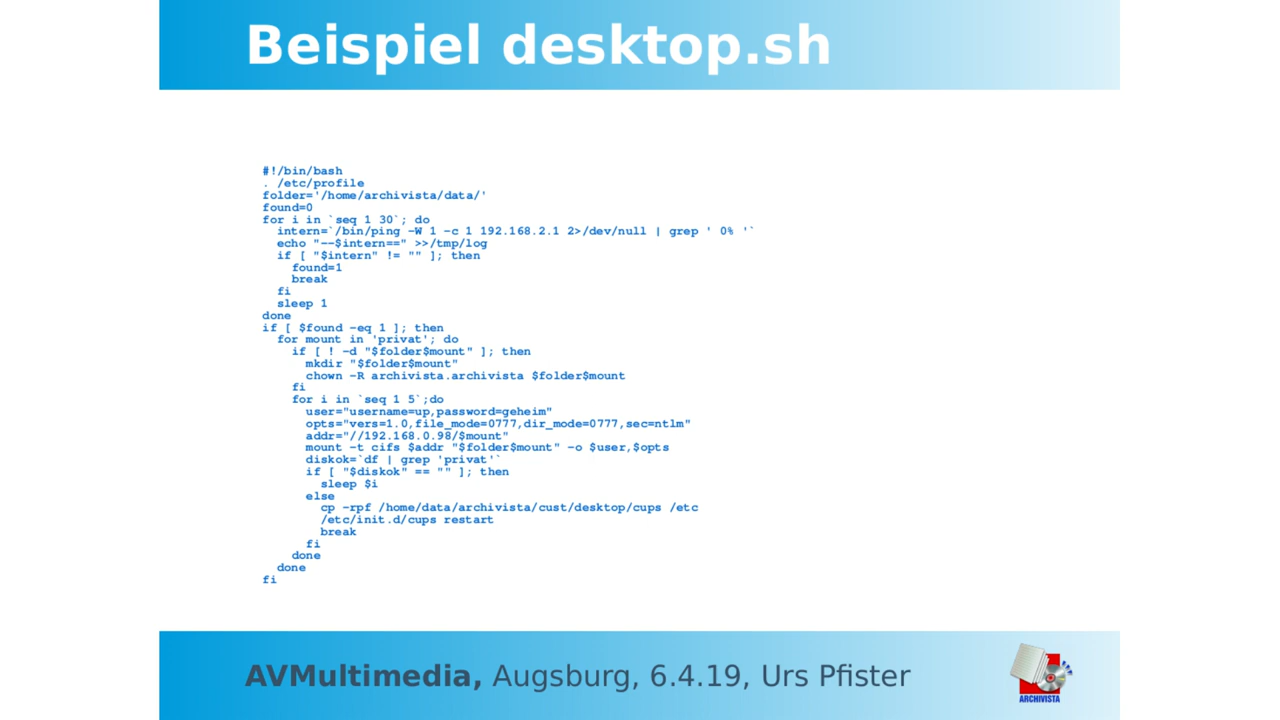 Beispiel desktop.sh
#!/bin/bash
. /etc/profile
folder='/home/archivista/data/'
found=0
for i in `seq 1 30`; do
  intern=`/bin/ping -W 1 -c 1 192.168.2.1 2>/dev/null | grep ' 0% '`
  echo "--$intern==" >>/tmp/log
  if [ "$intern" != "" ]; then
    found=1
    break
  fi
  sleep 1
done
if [ $found -eq 1 ]; then
  for mount in 'privat'; do
    if [ ! -d "$folder$mount" ]; then
      mkdir "$folder$mount"
      chown -R archivista.archivista $folder$mount
    fi
    for i in `seq 1 5`;do
      user="username=up,password=geheim"
      opts="vers=1.0,file_mode=0777,dir_mode=0777,sec=ntlm"
      addr="//192.168.0.98/$mount"
      mount -t cifs $addr "$folder$mount" -o $user,$opts
      diskok=`df | grep 'privat'`
      if [ "$diskok" == "" ]; then
        sleep $i
      else
        cp -rpf /home/data/archivista/cust/desktop/cups /etc
        /etc/init.d/cups restart
        break
      fi
    done
  done
fi
AVMultimedia, Augsburg, 6.4.19, Urs Pfister
ARCHIVISTA